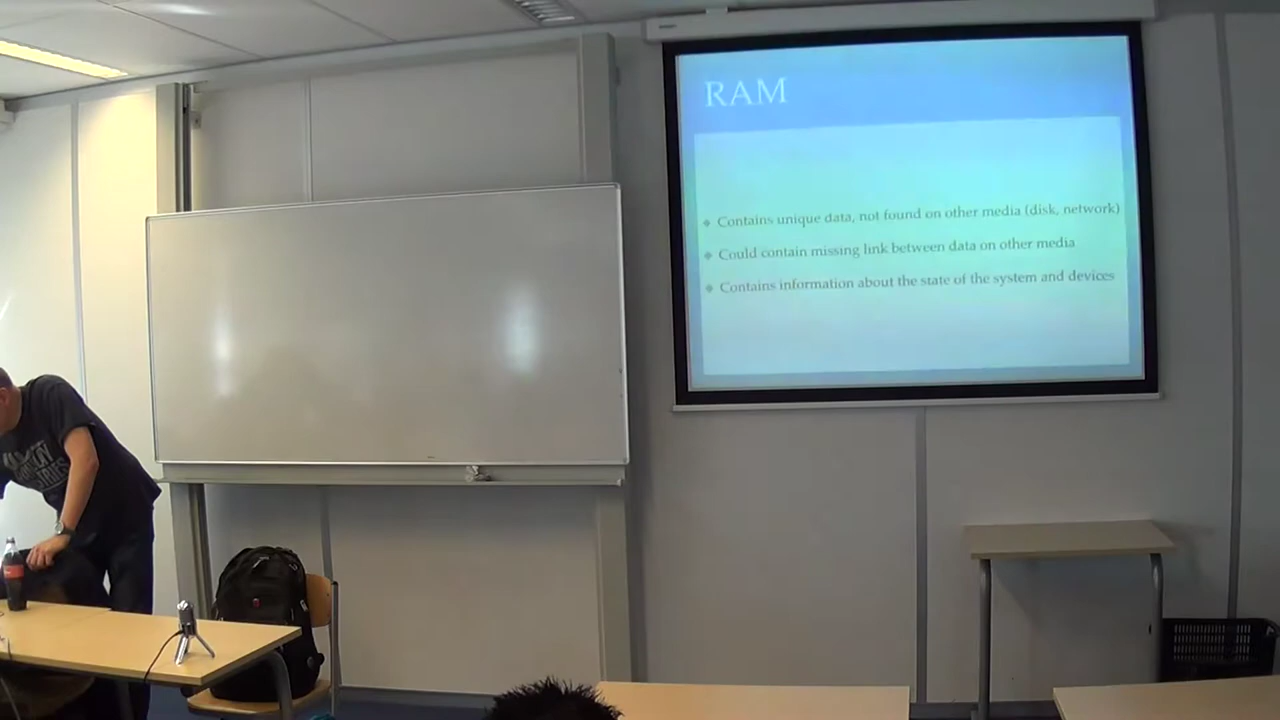 RAM
Contains unique data, not found on other media (disk, network)
Could contain missing link between data on other media
Contains information about the state of the system and devices